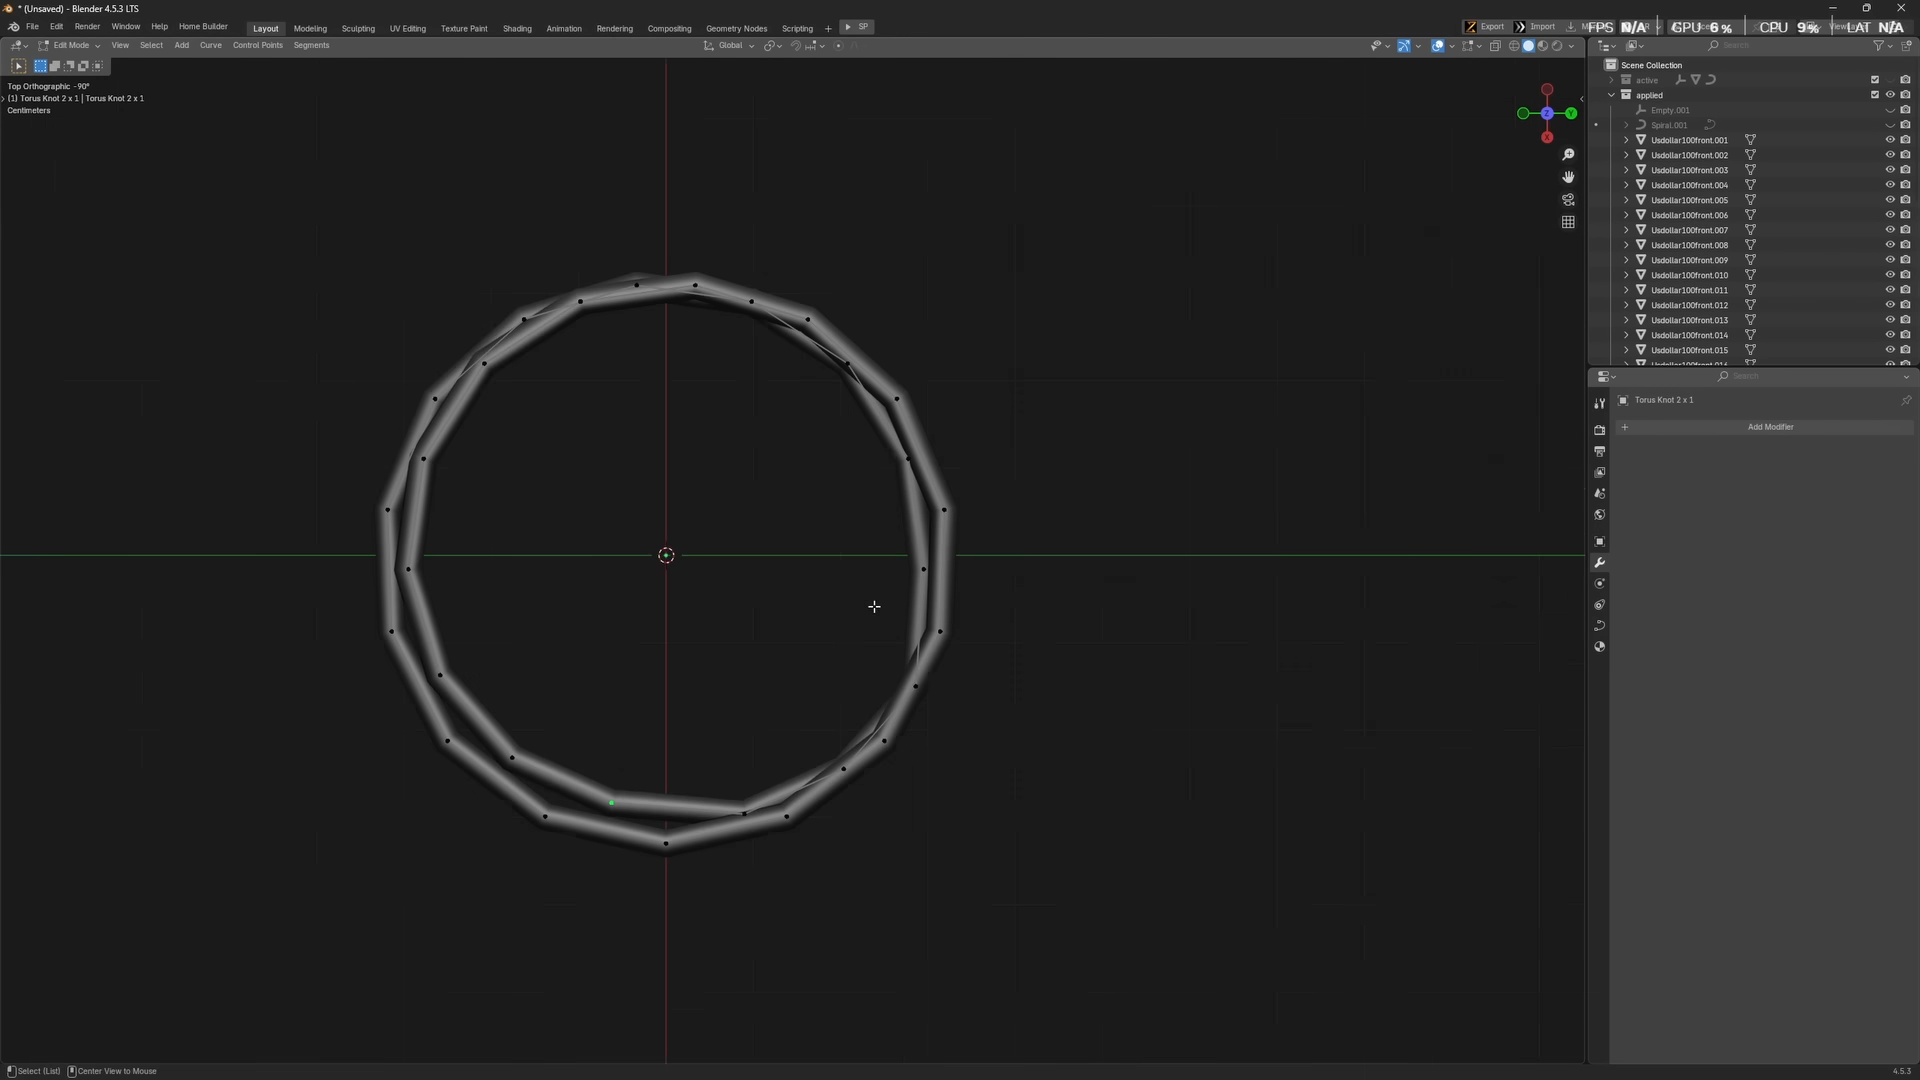 * (Unsaved) - Blender 4.5.3 LTS
File Edit Render Window Help Home Builder Layout Modeling Sculpting UV Editing Texture Paint Shading Animation Rendering Compositing Geometry Nodes Scripting + SP Export Import
FPS N/A | GPU 6% | CPU 9% | LAT N/A
Edit Mode View Select Add Curve Control Points Segments Global
Search
Top Orthographic -90°
(1) Torus Knot 2 x 1 | Torus Knot 2 x 1
Centimeters
Z
Y
X
Scene Collection
active
applied
Empty.001
Spiral.001
Usdollar100front.001
Usdollar100front.002
Usdollar100front.003
Usdollar100front.004
Usdollar100front.005
Usdollar100front.006
Usdollar100front.007
Usdollar100front.008
Usdollar100front.009
Usdollar100front.010
Usdollar100front.011
Usdollar100front.012
Usdollar100front.013
Usdollar100front.014
Usdollar100front.015
Search
Torus Knot 2 x 1
+ Add Modifier
Select (List) Center View to Mouse
4.5.3